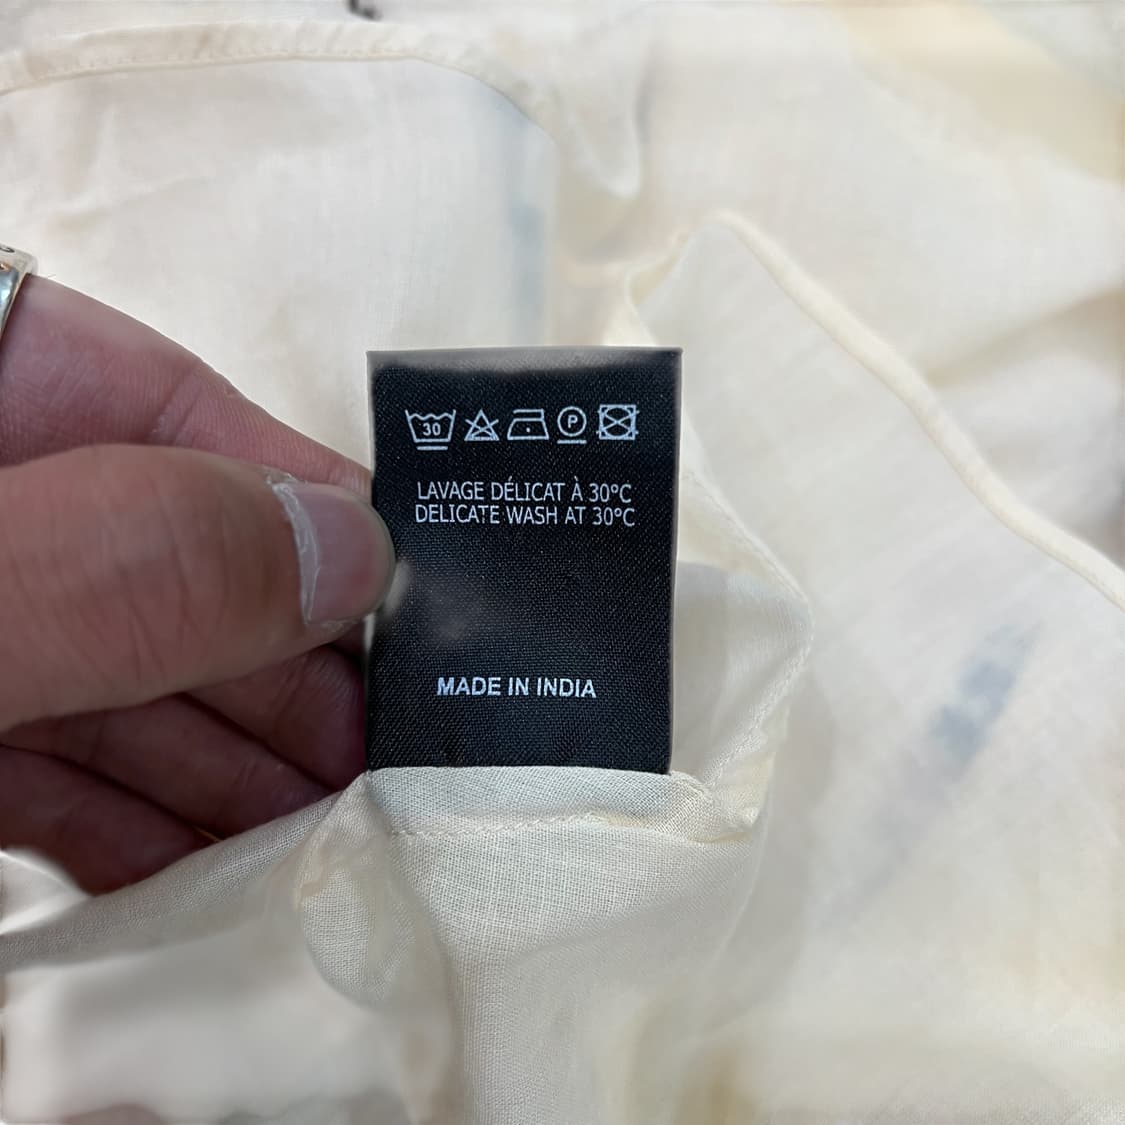 30 P
LAVAGE DÉLICAT À 30°C
DELICATE WASH AT 30°C
MADE IN INDIA